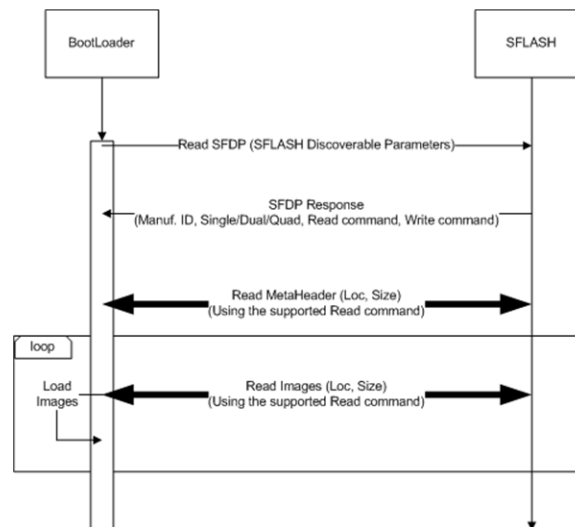 BootLoader
SFLASH
Read SFDP (SFLASH Discoverable Parameters)
SFDP Response
(Manuf. ID, Single/Dual/Quad, Read command, Write command)
Read MetaHeader (Loc, Size)
(Using the supported Read command)
loop
Load
Images
Read Images (Loc, Size)
(Using the supported Read command)